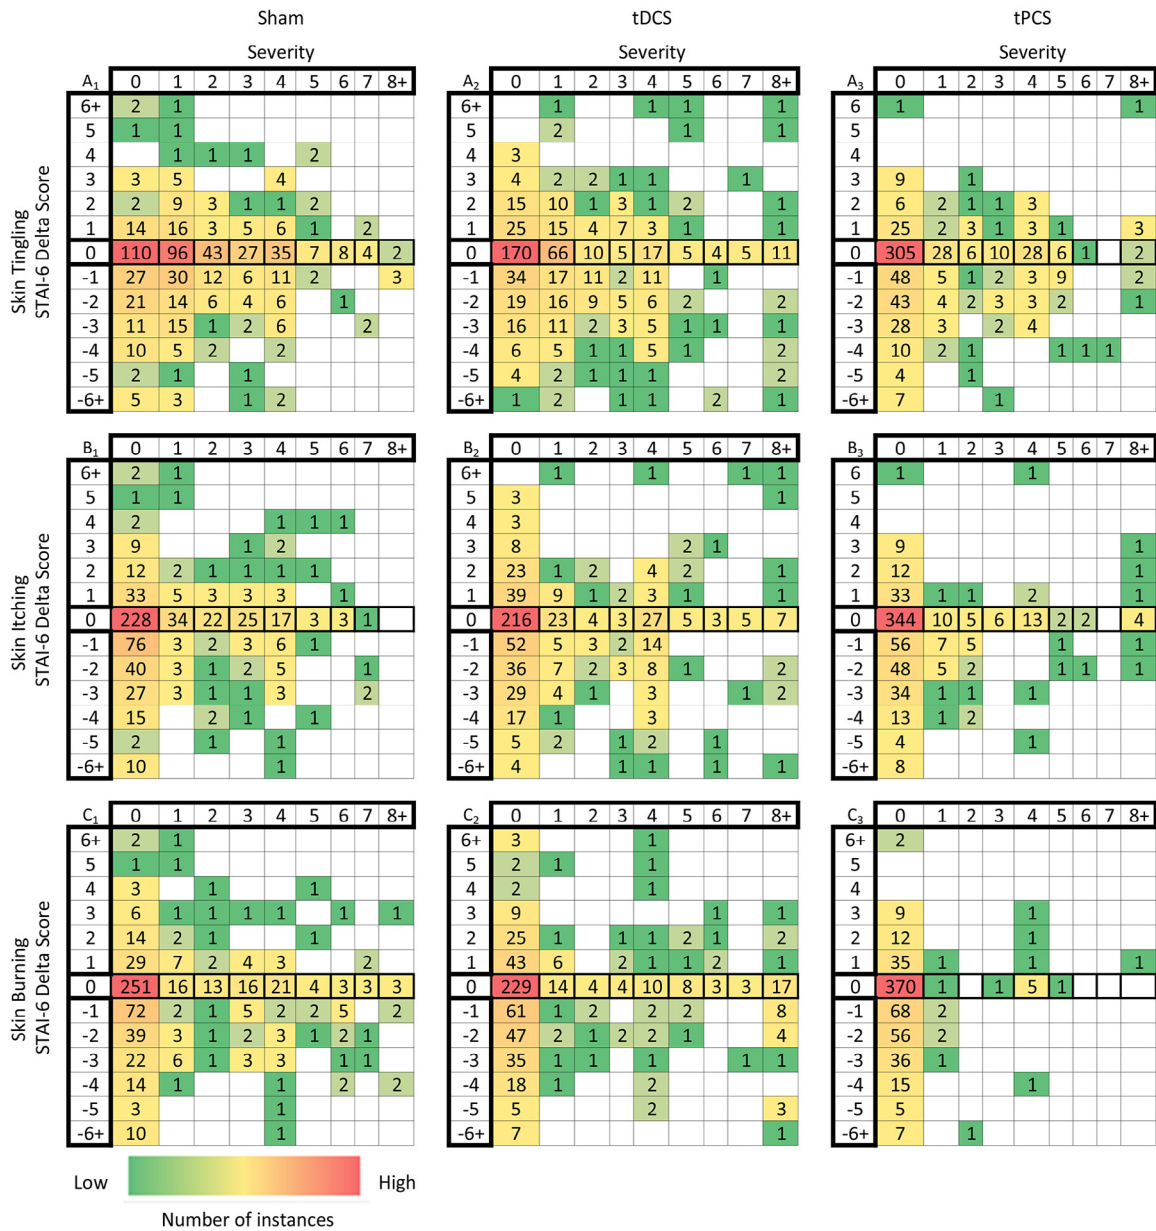 Sham tDCS tPCS
Severity Severity Severity
A1 0 1 2 3 4 5 6 7 8+ A2 0 1 2 3 4 5 6 7 8+ A3 0 1 2 3 4 5 6 7 8+
Skin Tingling
STAI-6 Delta Score
6+ 2 1 6+ 1 1 1 1 6 1 1
5 1 1 5 2 1 1 5
4 1 1 1 2 4 3 4
3 3 5 4 3 4 2 2 1 1 1 3 9 1
2 2 9 3 1 1 2 2 15 10 1 3 1 2 1 2 6 2 1 1 3
1 14 16 3 5 6 1 2 1 25 15 4 7 3 1 1 1 25 2 3 1 3 1 3
0 110 96 43 27 35 7 8 4 2 0 170 66 10 5 17 5 4 5 11 0 305 28 6 10 28 6 1 2
-1 27 30 12 6 11 2 3 -1 34 17 11 2 11 1 -1 48 5 1 2 3 9 2
-2 21 14 6 4 6 1 -2 19 16 9 5 6 2 2 -2 43 4 2 3 3 2 1
-3 11 15 1 2 6 2 -3 16 11 2 3 5 1 1 1 -3 28 3 2 4
-4 10 5 2 2 -4 6 5 1 1 5 1 2 -4 10 2 1 1 1 1
-5 2 1 1 -5 4 2 1 1 1 2 -5 4 1
-6+ 5 3 1 2 -6+ 1 2 1 1 2 1 -6+ 7 1
B1 0 1 2 3 4 5 6 7 8+ B2 0 1 2 3 4 5 6 7 8+ B3 0 1 2 3 4 5 6 7 8+
Skin Itching
STAI-6 Delta Score
6+ 2 1 6+ 1 1 1 1 6 1 1
5 1 1 5 3 1 5
4 2 1 1 1 4 3 4
3 9 1 2 3 8 2 1 3 9 1
2 12 2 1 1 1 1 2 23 1 2 4 2 1 2 12 1
1 33 5 3 3 3 1 1 39 9 1 2 3 1 1 1 33 1 1 2 1
0 228 34 22 25 17 3 3 1 0 216 23 4 3 27 5 3 5 7 0 344 10 5 6 13 2 2 4
-1 76 3 2 3 6 1 -1 52 5 3 2 14 -1 56 7 5 1 1
-2 40 3 1 2 5 1 -2 36 7 2 3 8 1 2 -2 48 5 2 1 1 1
-3 27 3 1 1 3 2 -3 29 4 1 3 1 2 -3 34 1 1 1
-4 15 2 1 1 -4 17 1 3 -4 13 1 2
-5 2 1 1 -5 5 2 1 2 1 -5 4 1
-6+ 10 1 -6+ 4 1 1 1 1 -6+ 8
C1 0 1 2 3 4 5 6 7 8+ C2 0 1 2 3 4 5 6 7 8+ C3 0 1 2 3 4 5 6 7 8+
Skin Burning
STAI-6 Delta Score
6+ 2 1 6+ 3 1 6+ 2
5 1 1 5 2 1 1 5
4 3 1 1 4 2 1 4
3 6 1 1 1 1 1 1 3 9 1 1 3 9 1
2 14 2 1 1 2 25 1 1 1 2 1 2 2 12 1
1 29 7 2 4 3 2 1 43 6 2 1 1 2 1 1 35 1 1 1
0 251 16 13 16 21 4 3 3 3 0 229 14 4 4 10 8 3 3 17 0 370 1 1 5 1
-1 72 2 1 5 2 2 5 2 -1 61 1 2 2 2 8 -1 68 2
-2 39 3 1 2 3 1 2 1 -2 47 2 1 2 2 1 4 -2 56 2
-3 22 6 1 3 3 1 1 -3 35 1 1 1 1 1 -3 36 1
-4 14 1 1 2 2 -4 18 1 2 -4 15 1
-5 3 1 -5 5 2 3 -5 5
-6+ 10 1 -6+ 7 1 -6+ 7 1
Low High
Number of instances